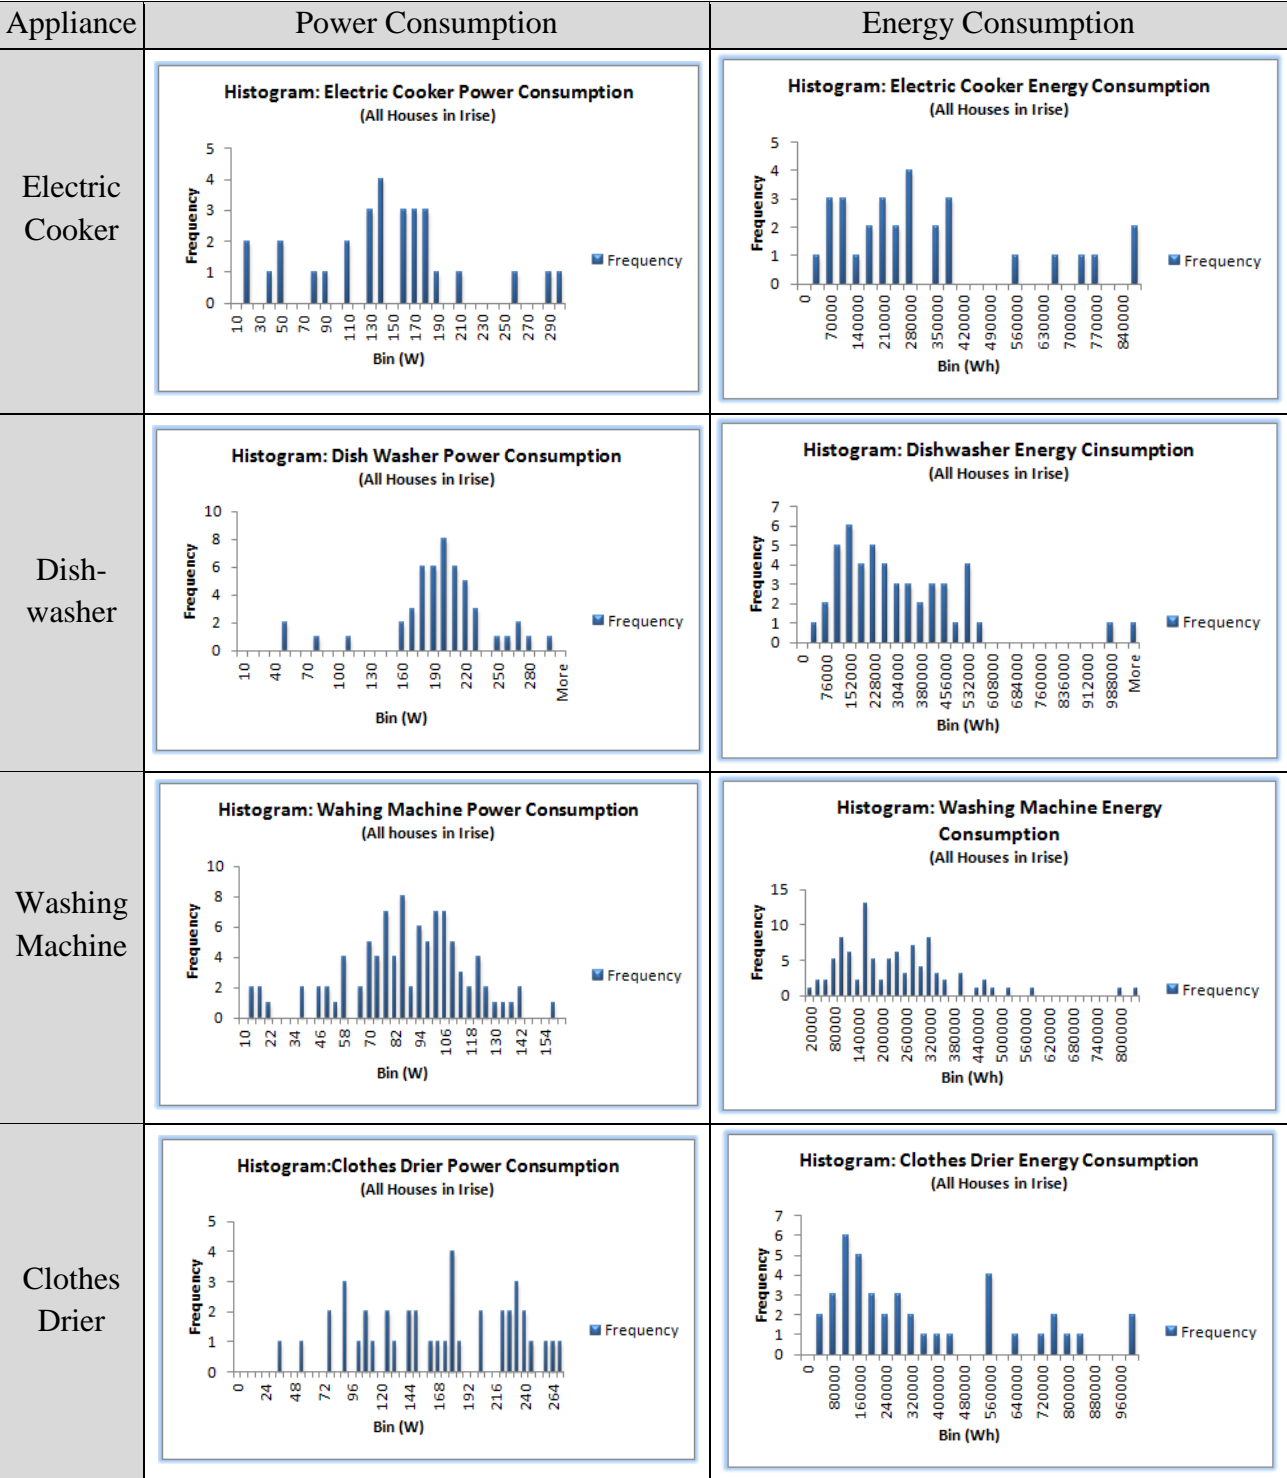 Appliance
Power Consumption
Energy Consumption
Electric
Cooker
Histogram: Electric Cooker Power Consumption
(All Houses in Irise)
5
4
3
2
1
0
Frequency
10 30 50 70 90 110 130 150 170 190 210 230 250 270 290
Bin (W)
Frequency
Histogram: Electric Cooker Energy Consumption
(All Houses in Irise)
5
4
3
2
1
0
Frequency
0 70000 140000 210000 280000 350000 420000 490000 560000 630000 700000 770000 840000
Bin (Wh)
Frequency
Dish-
washer
Histogram: Dish Washer Power Consumption
(All Houses in Irise)
10
8
6
4
2
0
Frequency
10 40 70 100 130 160 190 220 250 280 More
Bin (W)
Frequency
Histogram: Dishwasher Energy Cinsumption
(All Houses in Irise)
7
6
5
4
3
2
1
0
Frequency
0 76000 152000 228000 304000 380000 456000 532000 608000 684000 760000 836000 912000 988000 More
Bin (Wh)
Frequency
Washing
Machine
Histogram: Wahing Machine Power Consumption
(All houses in Irise)
10
8
6
4
2
0
Frequency
10 22 34 46 58 70 82 94 106 118 130 142 154
Bin (W)
Frequency
Histogram: Washing Machine Energy
Consumption
(All Houses in Irise)
15
10
5
0
Frequency
20000 80000 140000 200000 260000 320000 380000 440000 500000 560000 620000 680000 740000 800000
Bin (Wh)
Frequency
Clothes
Drier
Histogram:Clothes Drier Power Consumption
(All Houses in Irise)
5
4
3
2
1
0
Frequency
0 24 48 72 96 120 144 168 192 216 240 264
Bin (W)
Frequency
Histogram: Clothes Drier Energy Consumption
(All Houses in Irise)
7
6
5
4
3
2
1
0
Frequency
0 80000 160000 240000 320000 400000 480000 560000 640000 720000 800000 880000 960000
Bin (Wh)
Frequency